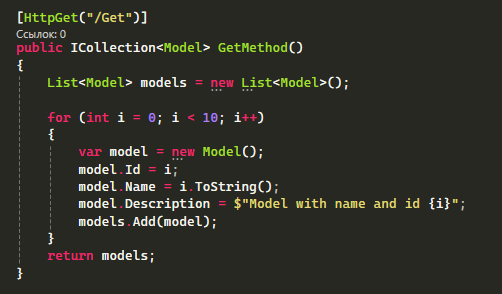 [HttpGet("/Get")]
Ссылок: 0
public ICollection<Model> GetMethod()
{
    List<Model> models = new List<Model>();

    for (int i = 0; i < 10; i++)
    {
        var model = new Model();
        model.Id = i;
        model.Name = i.ToString();
        model.Description = $"Model with name and id {i}";
        models.Add(model);
    }
    return models;
}